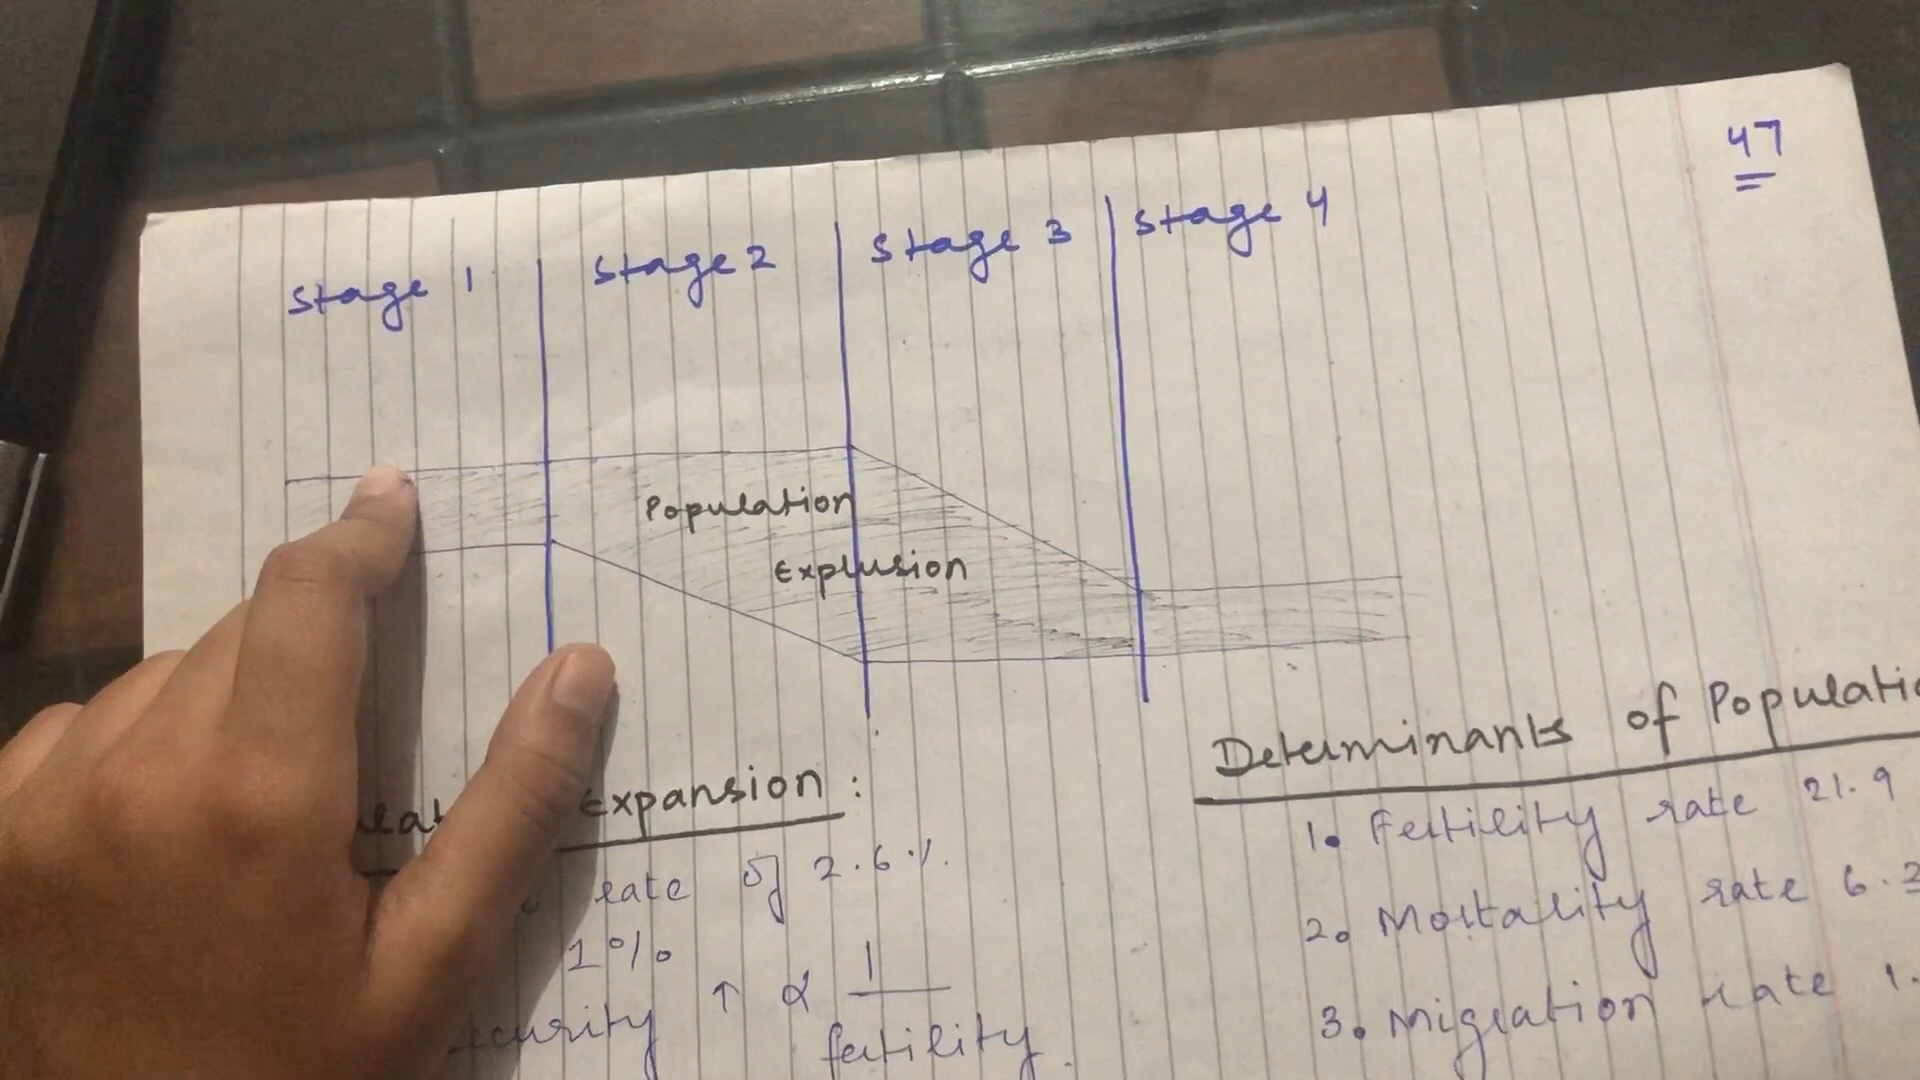 47
Stage 1 Stage 2 Stage 3 Stage 4
Population
Explusion
Expansion :
rate of 2.6%.
1%
↑ α 1
fertility.
Determinants of
1. Fertility rate 21.9
2. Mortality rate
3. Migration rate